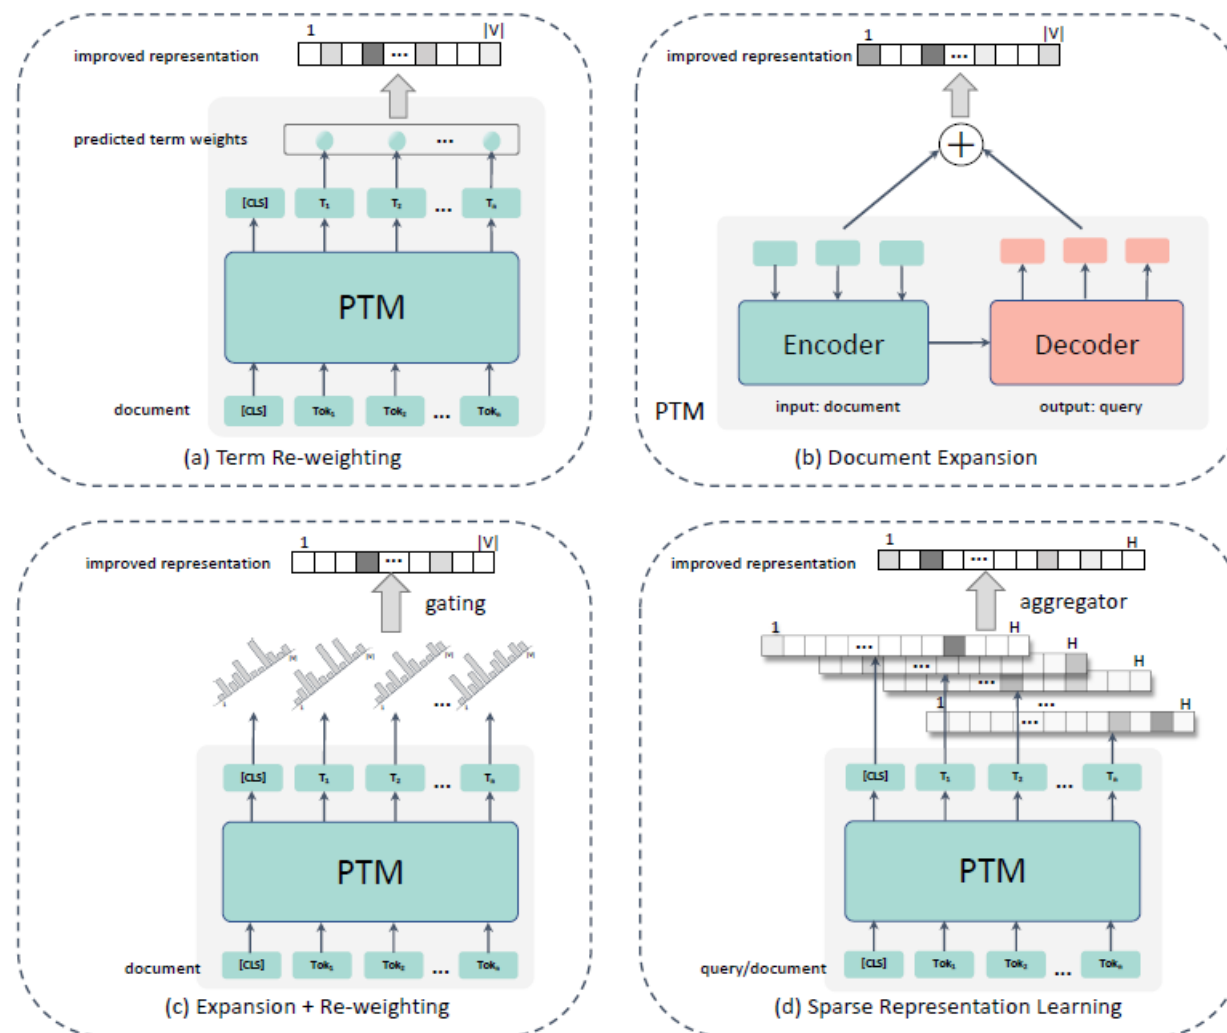 1 |V|
improved representation ...
predicted term weights ...
[CLS] T₁ T₂ ... Tₙ
PTM
document [CLS] Tok₁ Tok₂ ... Tokₙ
(a) Term Re-weighting
1 |V|
improved representation ...
+
Encoder Decoder
PTM input: document output: query
(b) Document Expansion
1 |V|
improved representation ...
gating
...
[CLS] T₁ T₂ ... Tₙ
PTM
document [CLS] Tok₁ Tok₂ ... Tokₙ
(c) Expansion + Re-weighting
1 H
improved representation ...
aggregator
1 H
... H
... H
... 
1 ... H
...
[CLS] T₁ T₂ ... Tₙ
PTM
query/document [CLS] Tok₁ Tok₂ ... Tokₙ
(d) Sparse Representation Learning